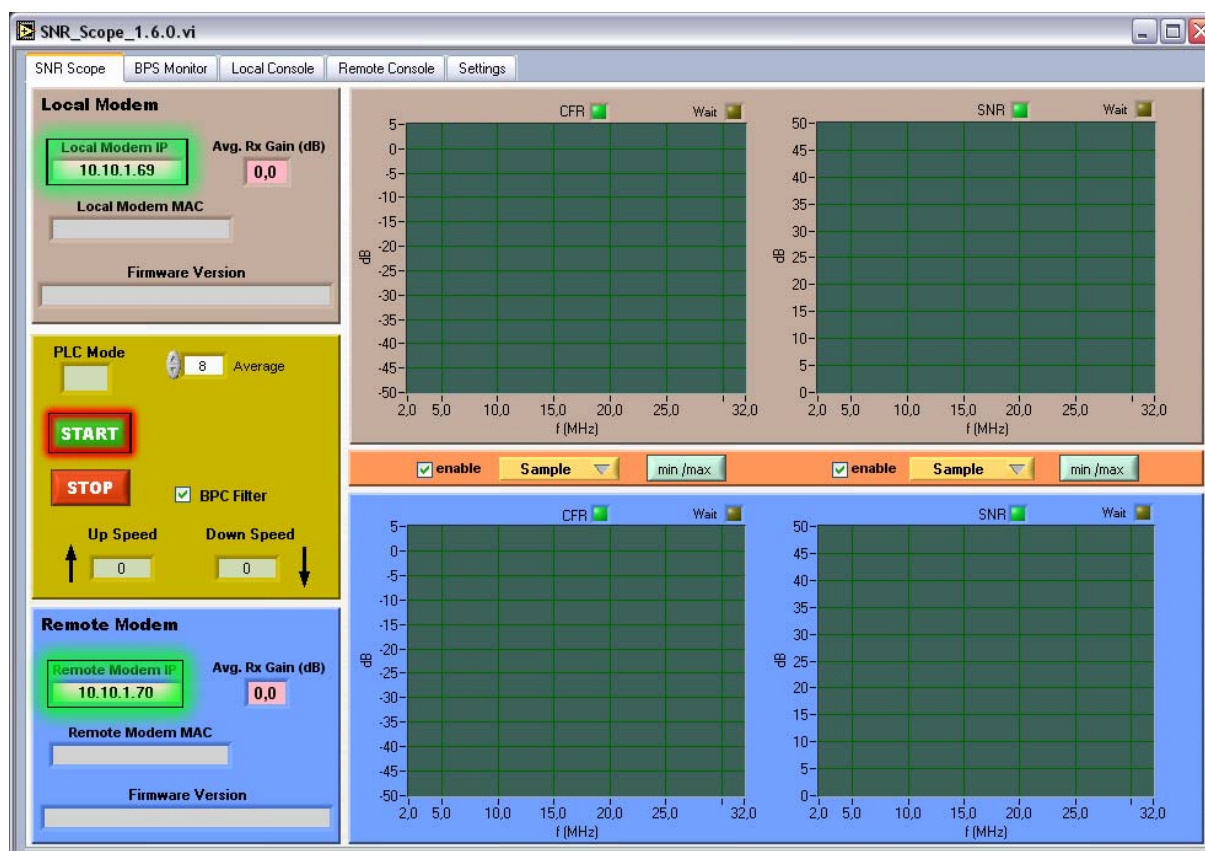 SNR_Scope_1.6.0.vi
SNR Scope BPS Monitor Local Console Remote Console Settings
Local Modem
Local Modem IP
10.10.1.69
Avg. Rx Gain (dB)
0,0
Local Modem MAC
Firmware Version
PLC Mode
8 Average
START
STOP
BPC Filter
Up Speed Down Speed
0 0
Remote Modem
Remote Modem IP
10.10.1.70
Avg. Rx Gain (dB)
0,0
Remote Modem MAC
Firmware Version
CFR Wait
5
0
-5
-10
-15
-20
-25
-30
-35
-40
-45
-50
dB
2,0 5,0 10,0 15,0 20,0 25,0 32,0
f (MHz)
SNR Wait
50
45
40
35
30
25
20
15
10
5
0
dB
2,0 5,0 10,0 15,0 20,0 25,0 32,0
f (MHz)
enable Sample min /max
enable Sample min /max
CFR Wait
5
0
-5
-10
-15
-20
-25
-30
-35
-40
-45
-50
dB
2,0 5,0 10,0 15,0 20,0 25,0 32,0
f (MHz)
SNR Wait
50
45
40
35
30
25
20
15
10
5
0
dB
2,0 5,0 10,0 15,0 20,0 25,0 32,0
f (MHz)